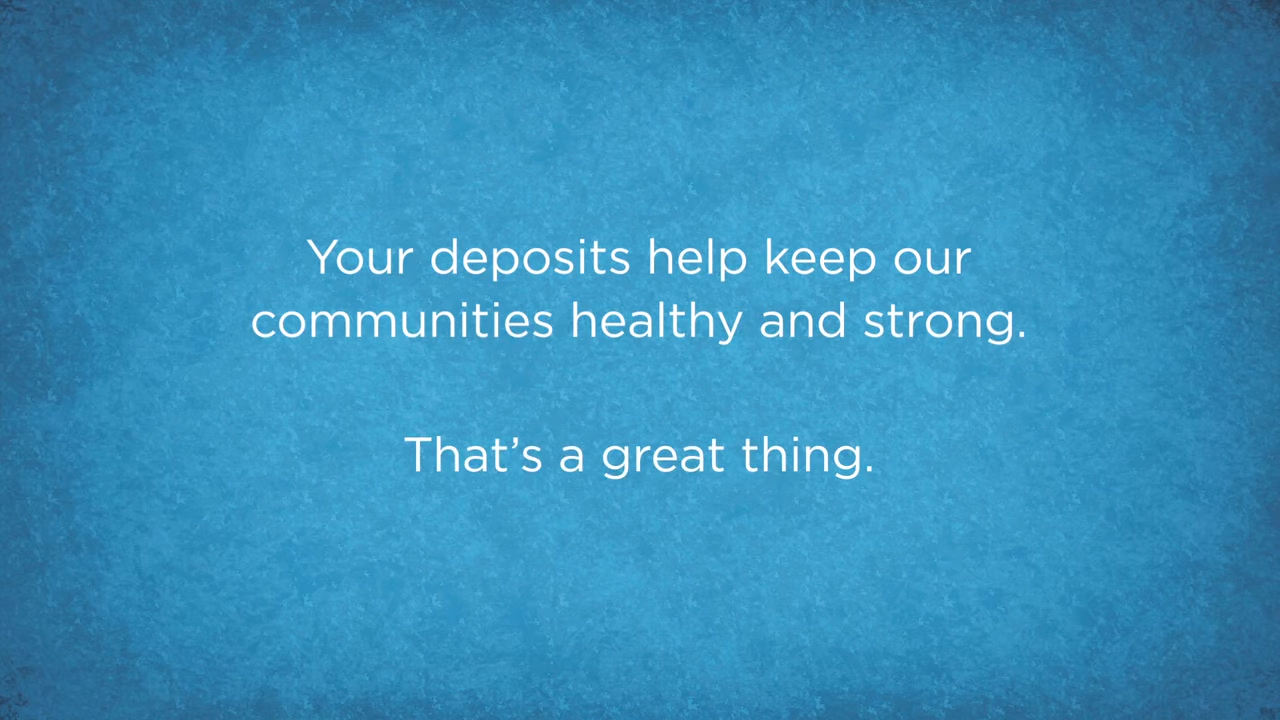 Your deposits help keep our
communities healthy and strong.
That’s a great thing.